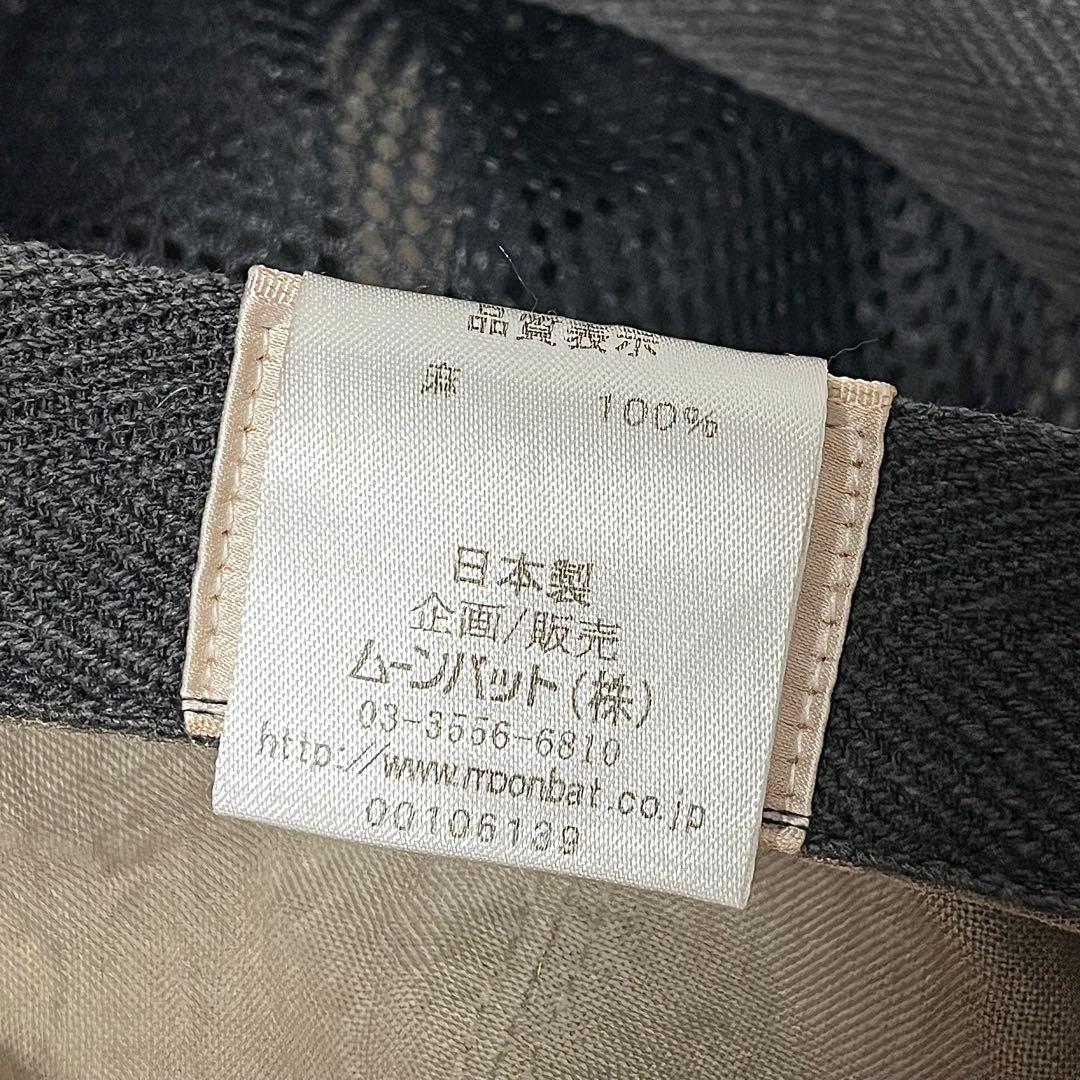 品質表示
麻 100%
日本製
企画/販売
ムーンバット(株)
03-3556-6810
http://www.moonbat.co.jp
00106139